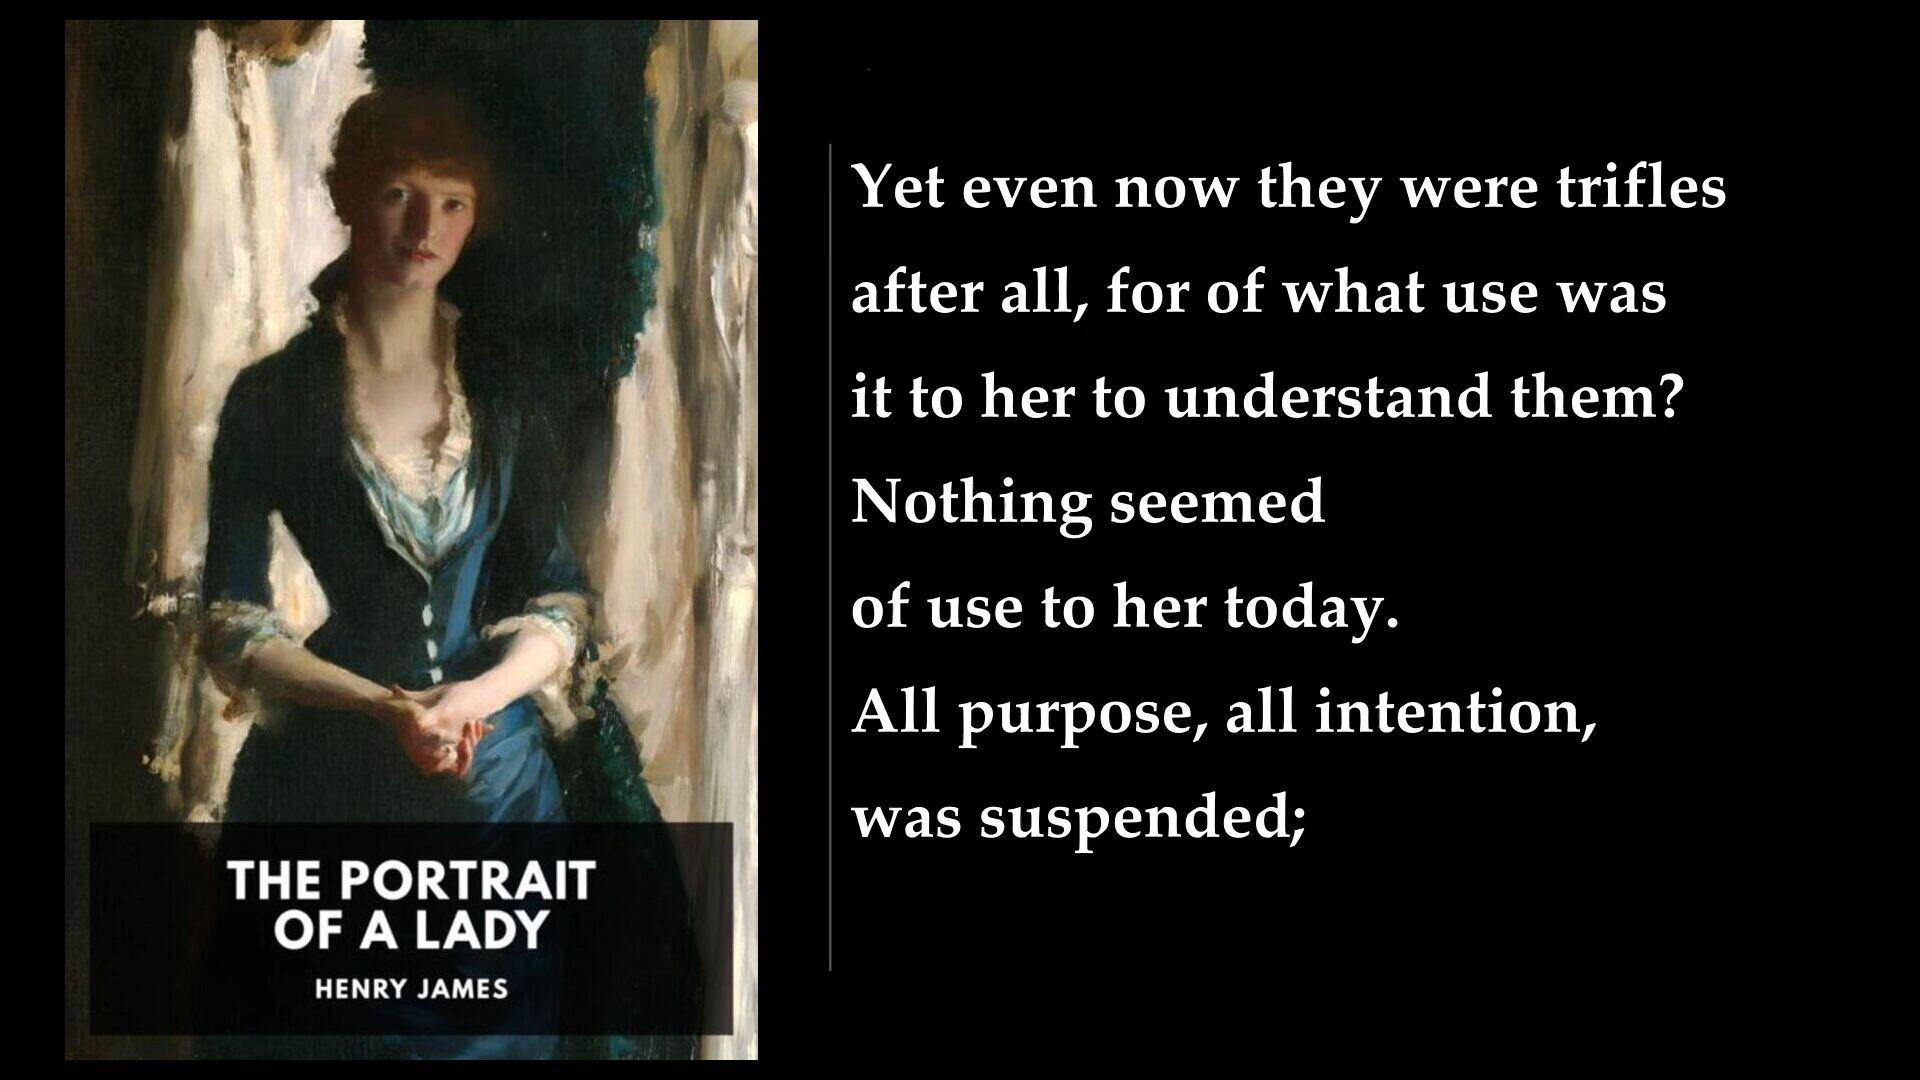 THE PORTRAIT
OF A LADY
HENRY JAMES
Yet even now they were trifles
after all, for of what use was
it to her to understand them?
Nothing seemed
of use to her today.
All purpose, all intention,
was suspended;